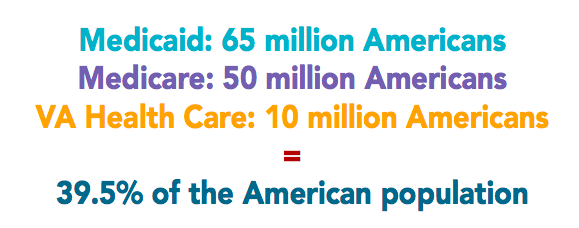 Medicaid: 65 million Americans
Medicare: 50 million Americans
VA Health Care: 10 million Americans
=
39.5% of the American population